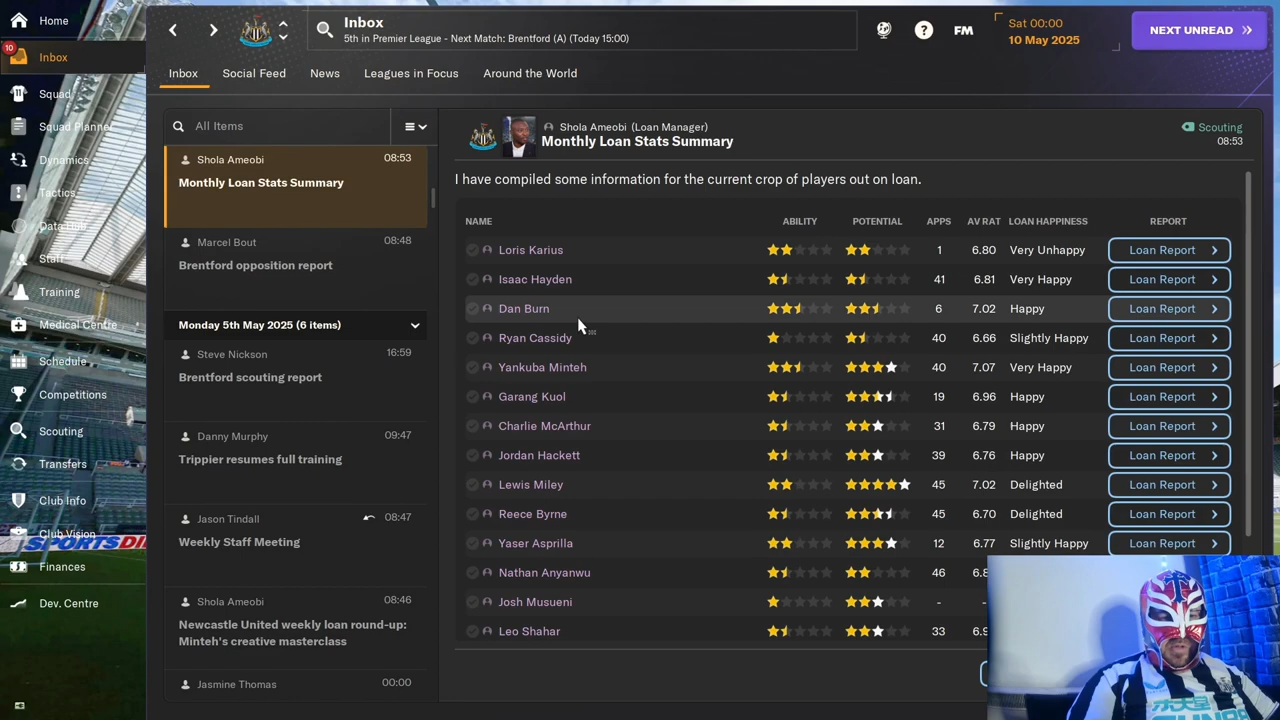 Home
10
Inbox
Squad
Squad Planner
Dynamics
Tactics
Data Hub
Staff
Training
Medical Centre
Schedule
Competitions
Scouting
Transfers
Club Info
Club Vision
SPORTS DI
Finances
Dev. Centre
Inbox
5th in Premier League - Next Match: Brentford (A) (Today 15:00)
?
FM
Sat 00:00
10 May 2025
NEXT UNREAD
Inbox
Social Feed
News
Leagues in Focus
Around the World
All Items
Shola Ameobi 08:53
Monthly Loan Stats Summary
Marcel Bout 08:48
Brentford opposition report
Monday 5th May 2025 (6 items)
Steve Nickson 16:59
Brentford scouting report
Danny Murphy 09:47
Trippier resumes full training
Jason Tindall 08:47
Weekly Staff Meeting
Shola Ameobi 08:46
Newcastle United weekly loan round-up:
Minteh's creative masterclass
Jasmine Thomas 00:00
Shola Ameobi (Loan Manager)
Monthly Loan Stats Summary
Scouting
08:53
I have compiled some information for the current crop of players out on loan.
NAME ABILITY POTENTIAL APPS AV RAT LOAN HAPPINESS REPORT
Loris Karius 1 6.80 Very Unhappy Loan Report
Isaac Hayden 41 6.81 Very Happy Loan Report
Dan Burn 6 7.02 Happy Loan Report
Ryan Cassidy 40 6.66 Slightly Happy Loan Report
Yankuba Minteh 40 7.07 Very Happy Loan Report
Garang Kuol 19 6.96 Happy Loan Report
Charlie McArthur 31 6.79 Happy Loan Report
Jordan Hackett 39 6.76 Happy Loan Report
Lewis Miley 45 7.02 Delighted Loan Report
Reece Byrne 45 6.70 Delighted Loan Report
Yaser Asprilla 12 6.77 Slightly Happy Loan Report
Nathan Anyanwu 46 6.8
Josh Musueni - -
Leo Shahar 33 6.9